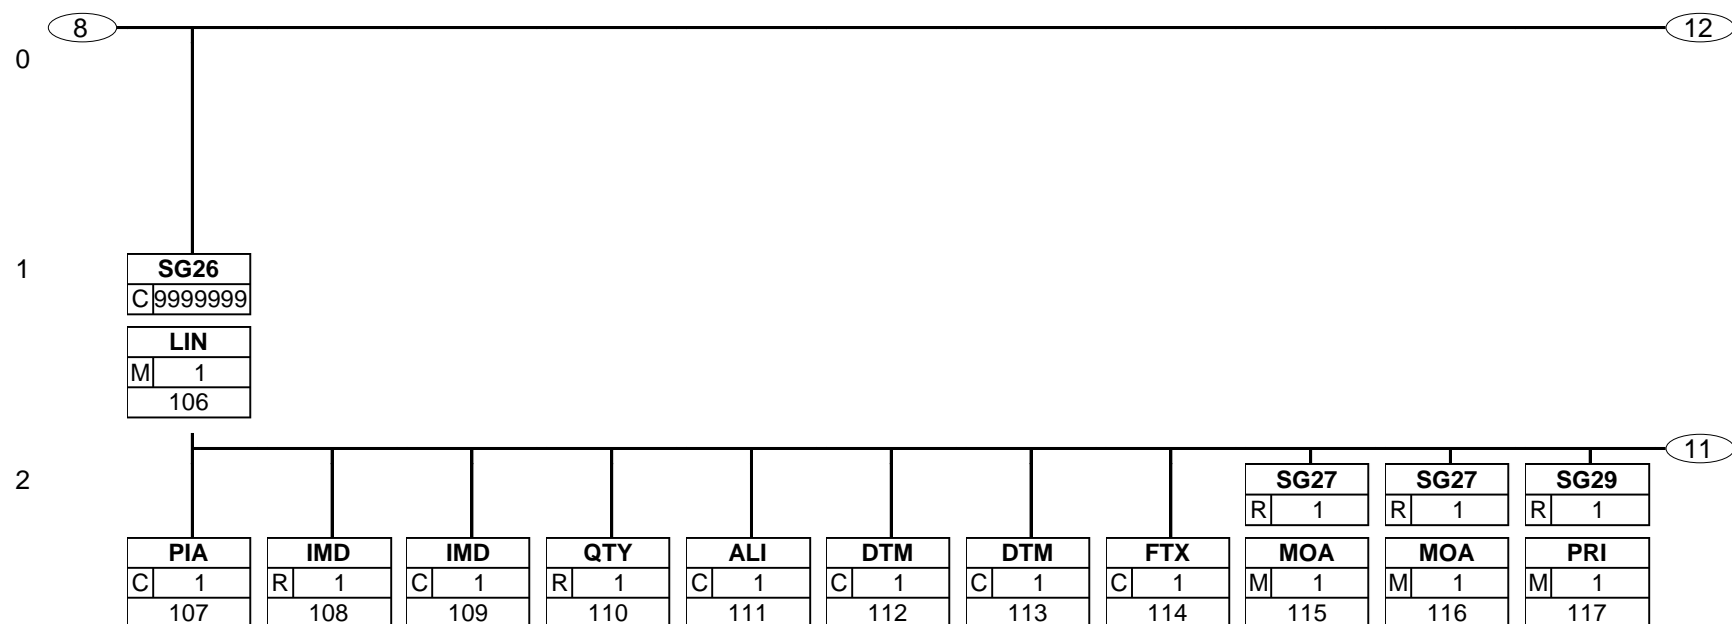 8 12
0
1
SG26
C 9999999
LIN
M 1
106
11
2
SG27 SG27 SG29
R 1 R 1 R 1
PIA IMD IMD QTY ALI DTM DTM FTX MOA MOA PRI
C 1 R 1 C 1 R 1 C 1 C 1 C 1 C 1 M 1 M 1 M 1
107 108 109 110 111 112 113 114 115 116 117